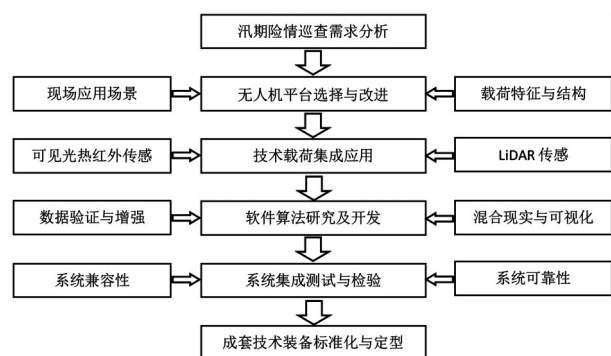 汛期险情巡查需求分析
现场应用场景
无人机平台选择与改进
载荷特征与结构
可见光热红外传感
技术载荷集成应用
LiDAR 传感
数据验证与增强
软件算法研究及开发
混合现实与可视化
系统兼容性
系统集成测试与检验
系统可靠性
成套技术装备标准化与定型